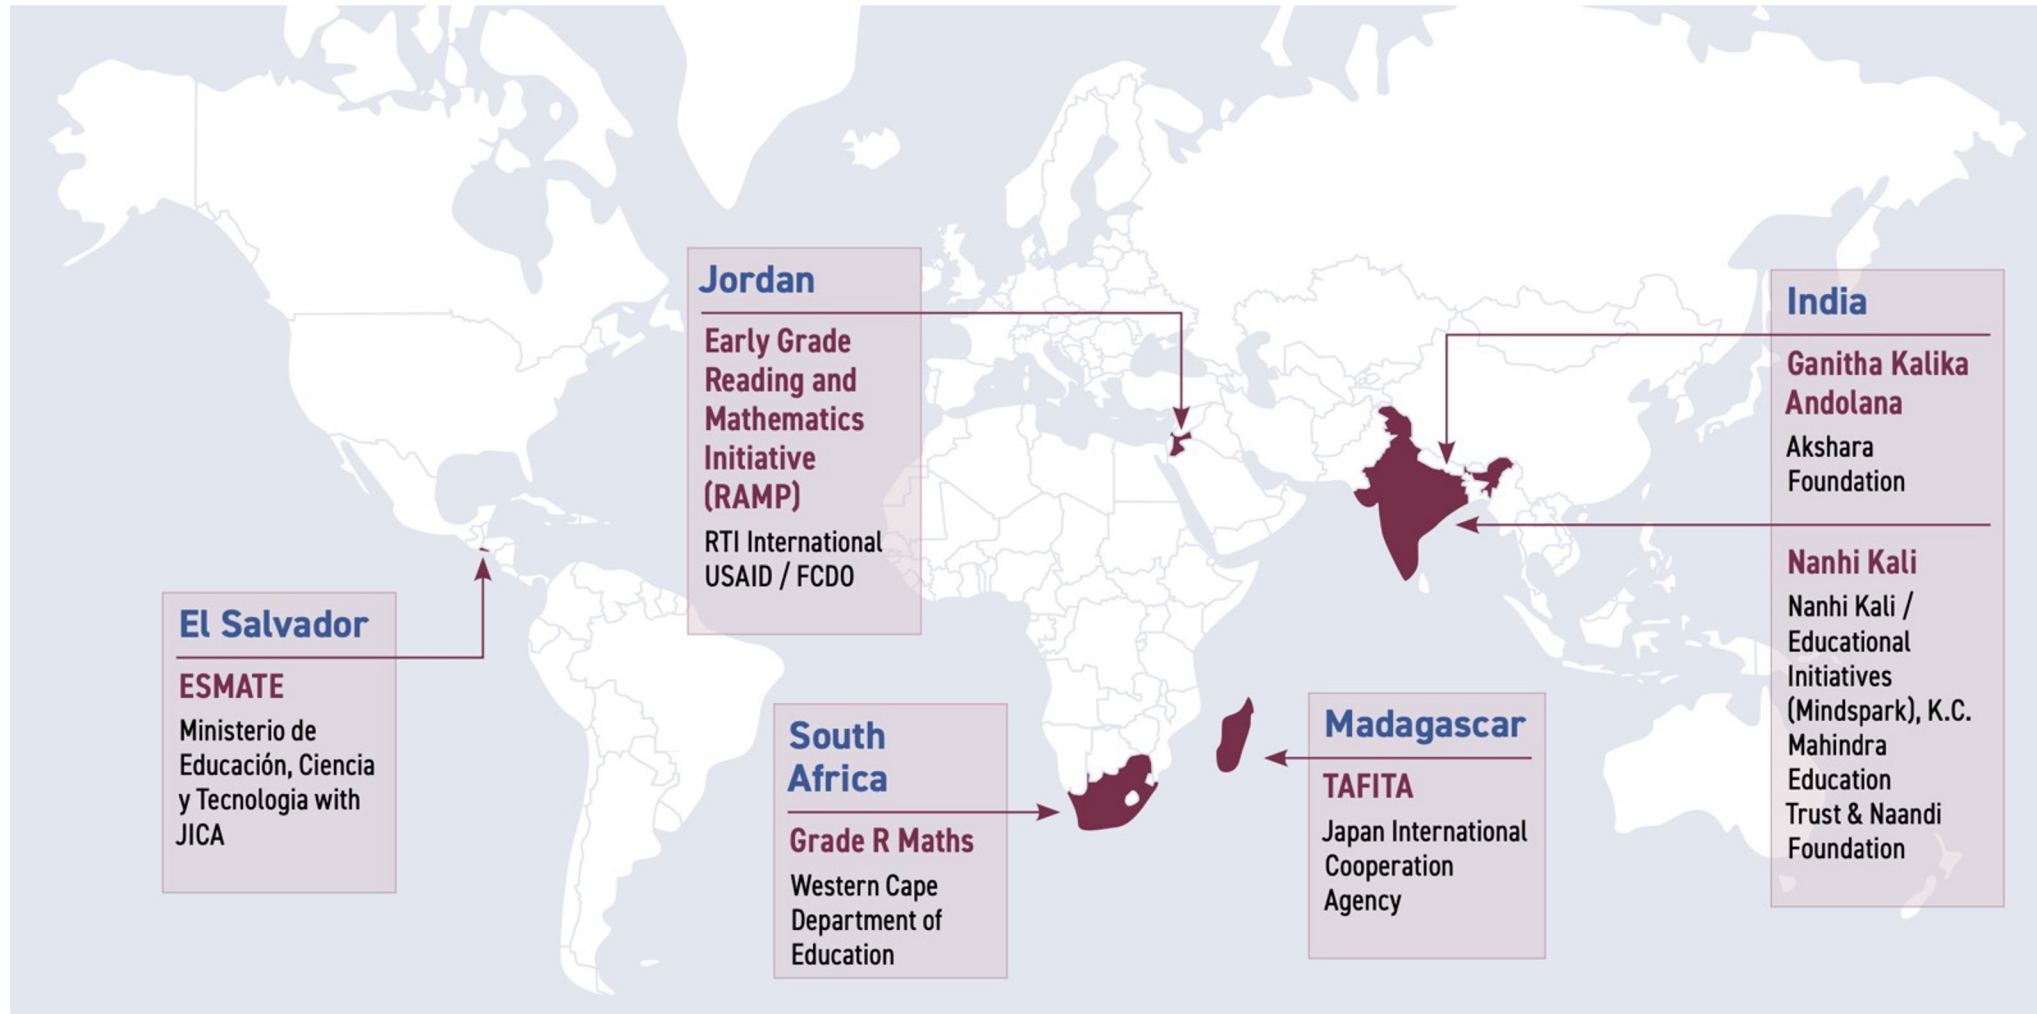 Jordan
Early Grade
Reading and
Mathematics
Initiative
(RAMP)
RTI International
USAID / FCDO
India
Ganitha Kalika
Andolana
Akshara
Foundation
Nanhi Kali
Nanhi Kali /
Educational
Initiatives
(Mindspark), K.C.
Mahindra
Education
Trust & Naandi
Foundation
El Salvador
ESMATE
Ministerio de
Educación, Ciencia
y Tecnologia with
JICA
South
Africa
Grade R Maths
Western Cape
Department of
Education
Madagascar
TAFITA
Japan International
Cooperation
Agency